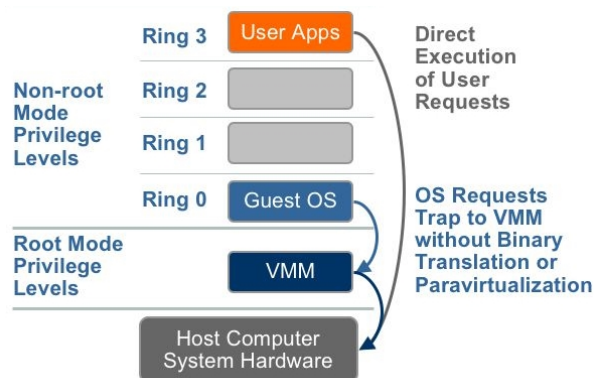 Ring 3
User Apps
Direct
Execution
of User
Requests
Non-root
Mode
Privilege
Levels
Ring 2
Ring 1
Ring 0
Guest OS
OS Requests
Trap to VMM
without Binary
Translation or
Paravirtualization
Root Mode
Privilege
Levels
VMM
Host Computer
System Hardware